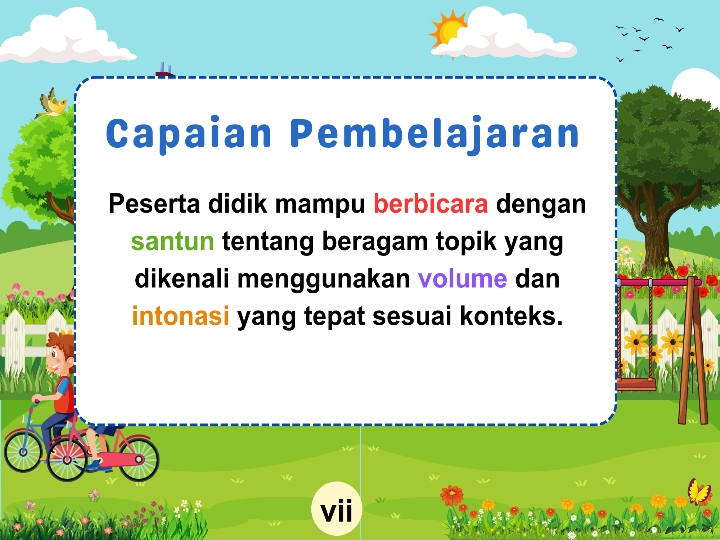 Capaian Pembelajaran
Peserta didik mampu berbicara dengan
santun tentang beragam topik yang
dikenali menggunakan volume dan
intonasi yang tepat sesuai konteks.
vii